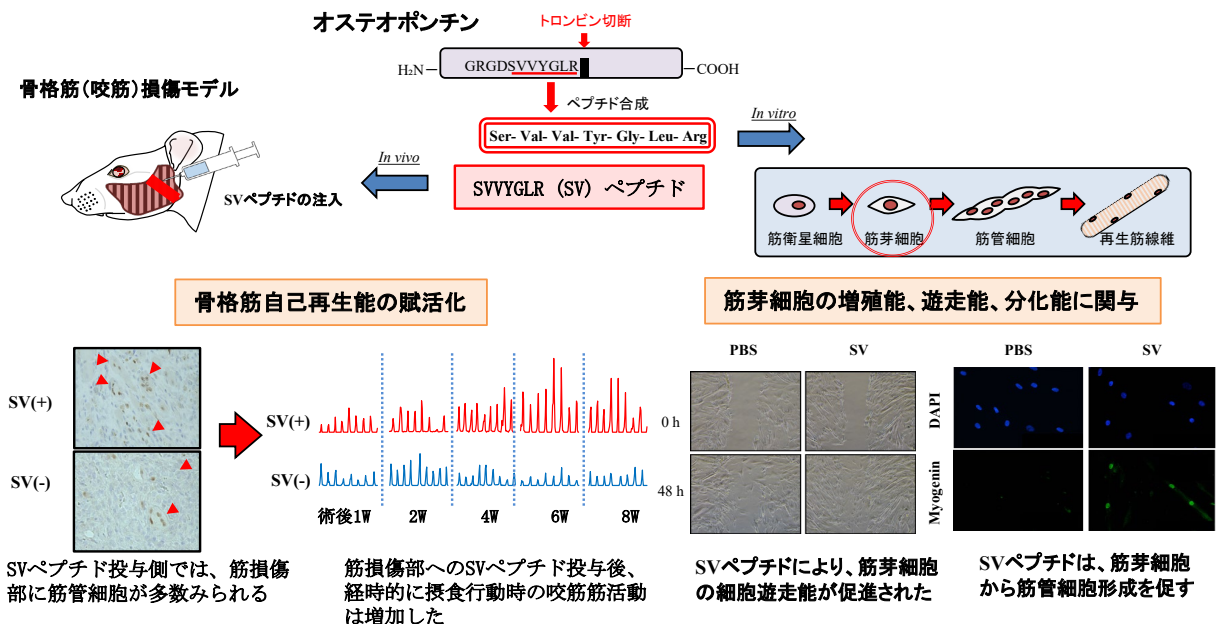 オステオポンチン
トロンビン切断
H₂N
GRGDSVVYGLR
COOH
骨格筋（咬筋）損傷モデル
ペプチド合成
Ser- Val- Val- Tyr- Gly- Leu- Arg
In vitro
In vivo
SVVYGLR (SV) ペプチド
SVペプチドの注入
筋衛星細胞
筋芽細胞
筋管細胞
再生筋線維
骨格筋自己再生能の賦活化
筋芽細胞の増殖能、遊走能、分化能に関与
PBS
SV
PBS
SV
SV(+)
SV(-)
SV(+)
SV(-)
術後1W
2W
4W
6W
8W
0 h
48 h
DAPI
Myogenin
SVペプチド投与側では、筋損傷
部に筋管細胞が多数みられる
筋損傷部へのSVペプチド投与後、
経時的に摂食行動時の咬筋筋活動
は増加した
SVペプチドにより、筋芽細胞
の細胞遊走能が促進された
SVペプチドは、筋芽細胞
から筋管細胞形成を促す